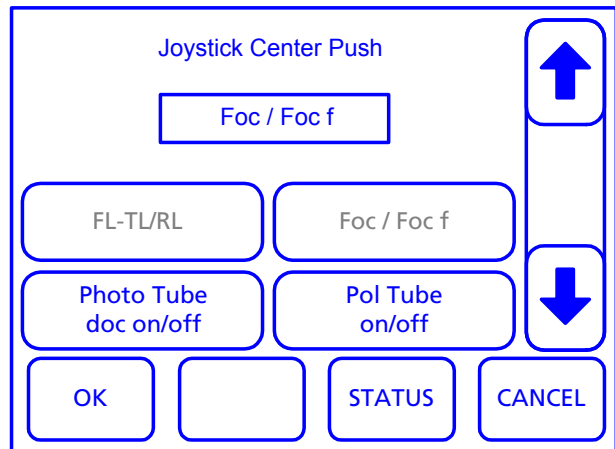 Joystick Center Push
Foc / Foc f
FL-TL/RL
Foc / Foc f
Photo Tube
doc on/off
Pol Tube
on/off
OK
STATUS
CANCEL